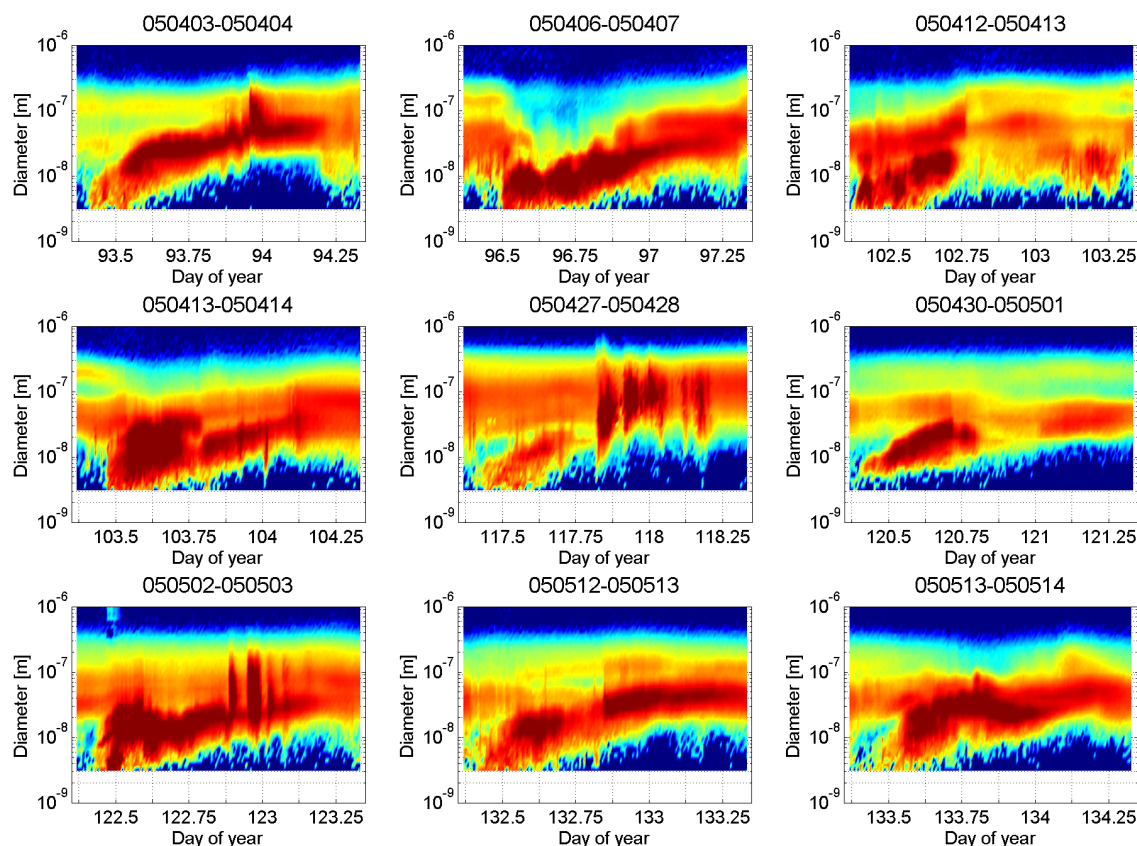 050403-050404
050406-050407
050412-050413
10^-6
10^-7
10^-8
10^-9
Diameter [m]
93.5 93.75 94 94.25
Day of year
10^-6
10^-7
10^-8
10^-9
Diameter [m]
96.5 96.75 97 97.25
Day of year
10^-6
10^-7
10^-8
10^-9
Diameter [m]
102.5 102.75 103 103.25
Day of year
050413-050414
050427-050428
050430-050501
10^-6
10^-7
10^-8
10^-9
Diameter [m]
103.5 103.75 104 104.25
Day of year
10^-6
10^-7
10^-8
10^-9
Diameter [m]
117.5 117.75 118 118.25
Day of year
10^-6
10^-7
10^-8
10^-9
Diameter [m]
120.5 120.75 121 121.25
Day of year
050502-050503
050512-050513
050513-050514
10^-6
10^-7
10^-8
10^-9
Diameter [m]
122.5 122.75 123 123.25
Day of year
10^-6
10^-7
10^-8
10^-9
Diameter [m]
132.5 132.75 133 133.25
Day of year
10^-6
10^-7
10^-8
10^-9
Diameter [m]
133.5 133.75 134 134.25
Day of year